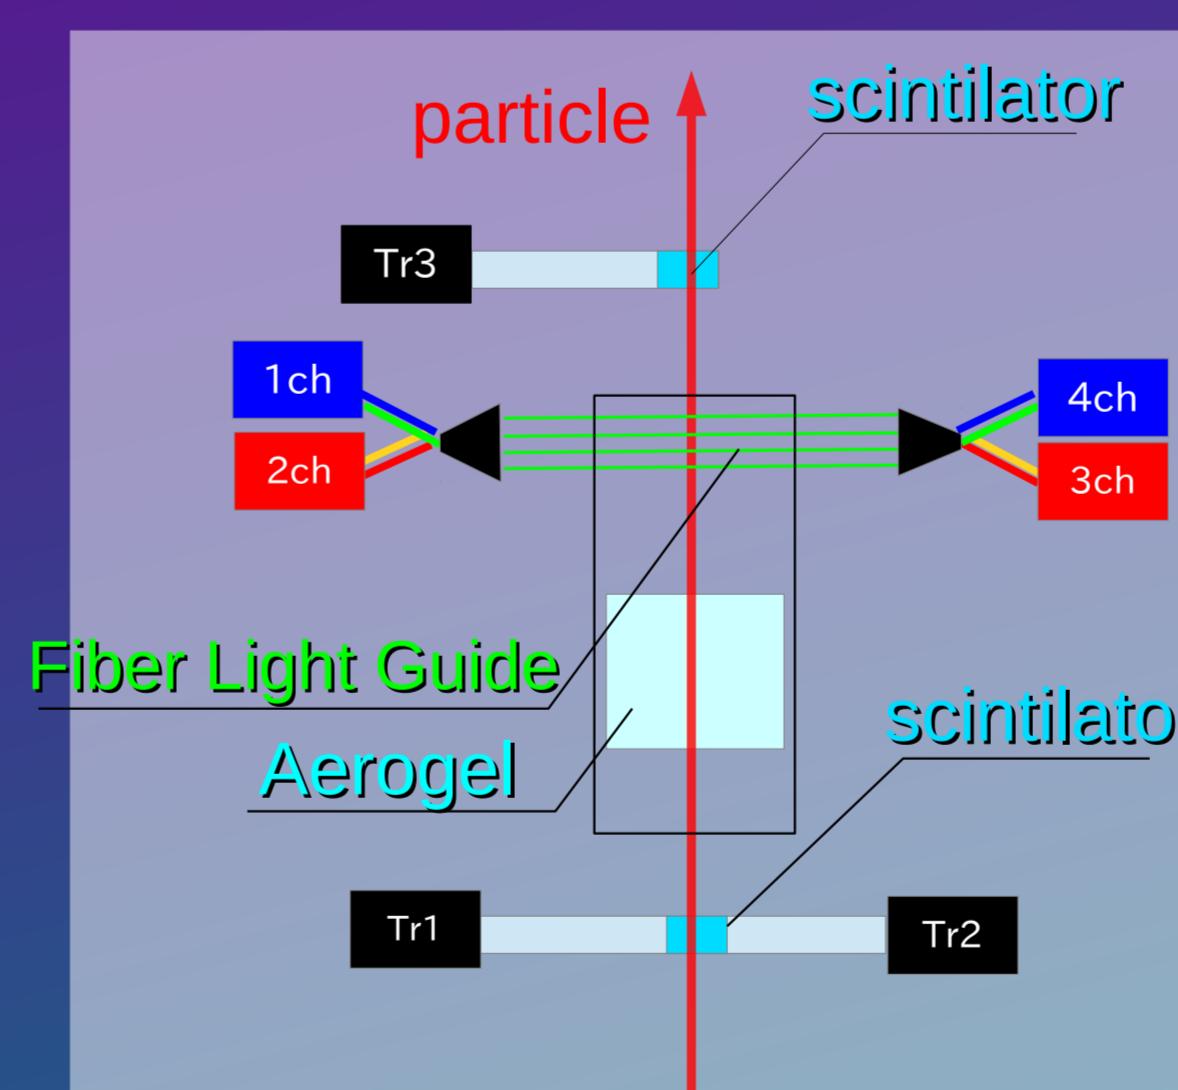 scintilator
particle
Tr3
1ch
4ch
2ch
3ch
Fiber Light Guide
scintilato
Aerogel
Tr1
Tr2